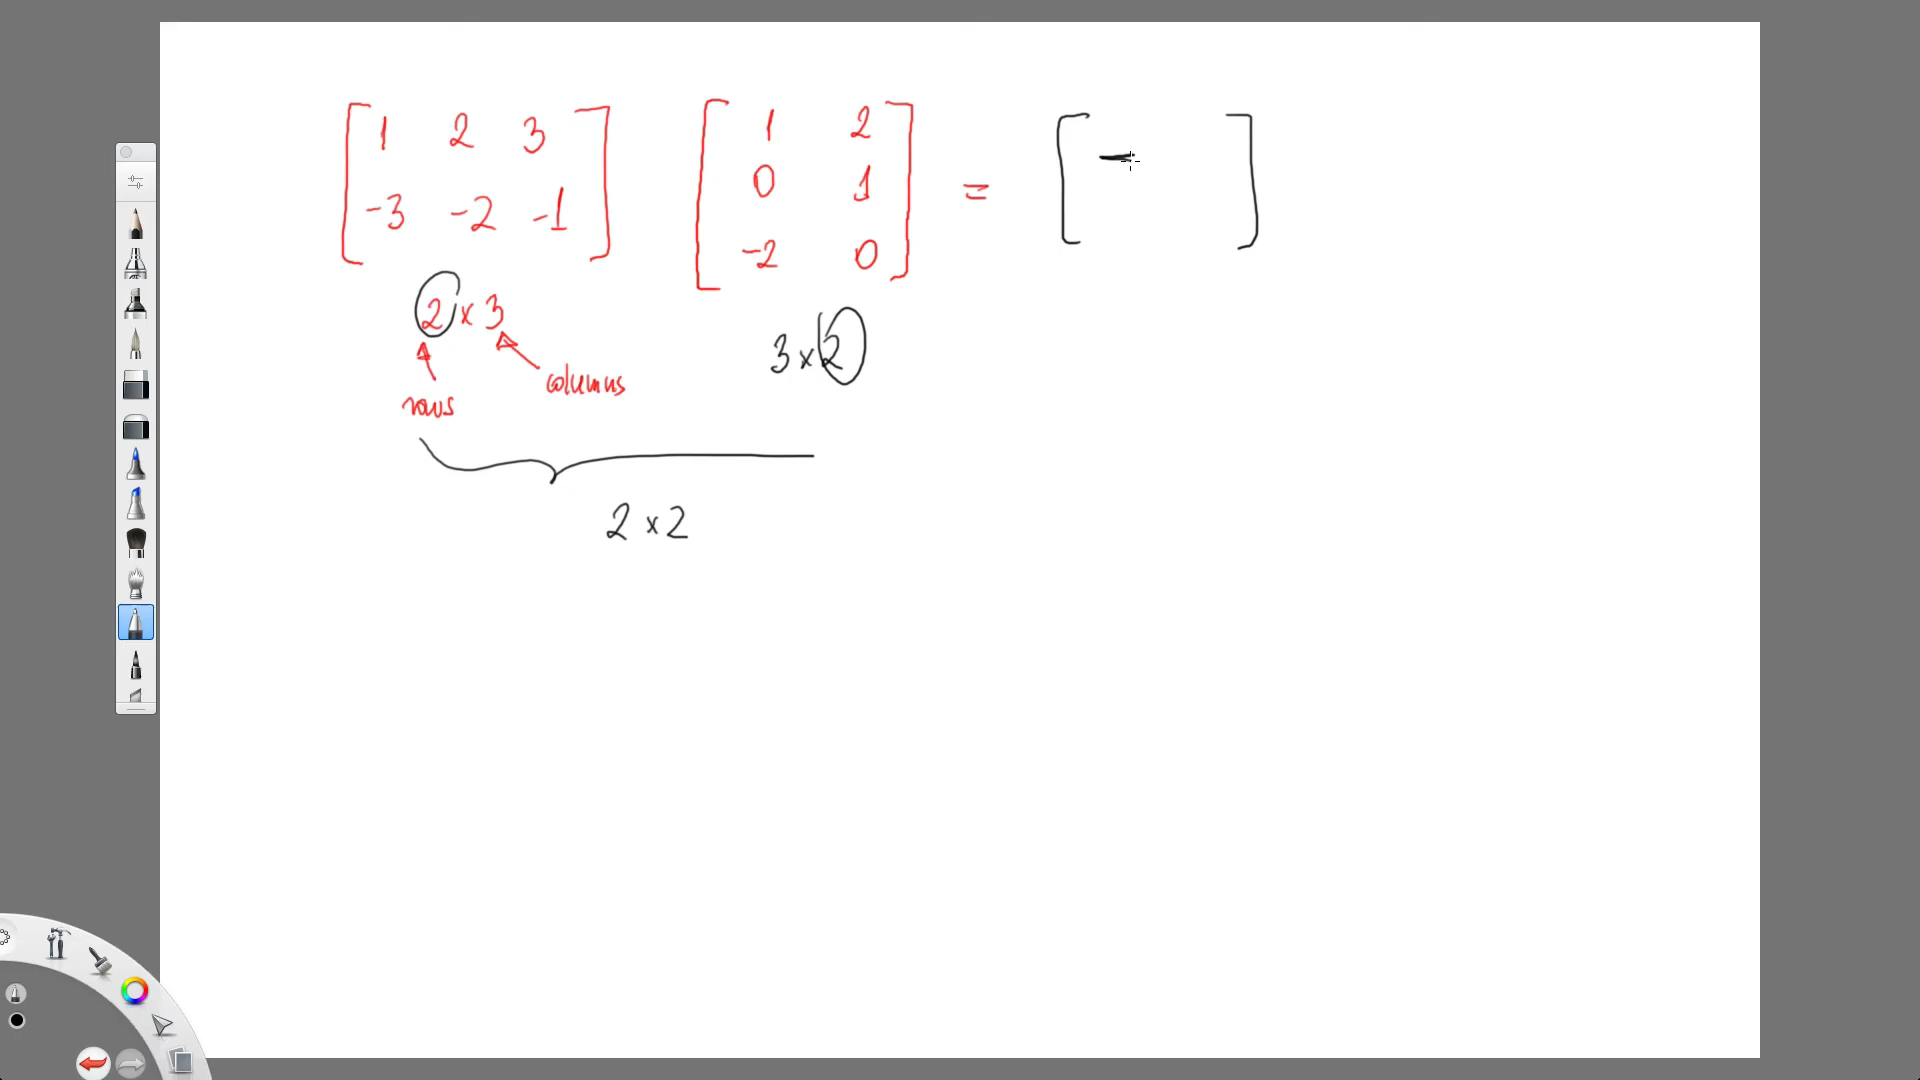 [ 1 2 3 ] [ 1 2 ] = [ — ]
[ -3 -2 -1 ] [ 0 1 ]
[ -2 0 ]
2 x 3
3 x 2
rows
columns
2 x 2